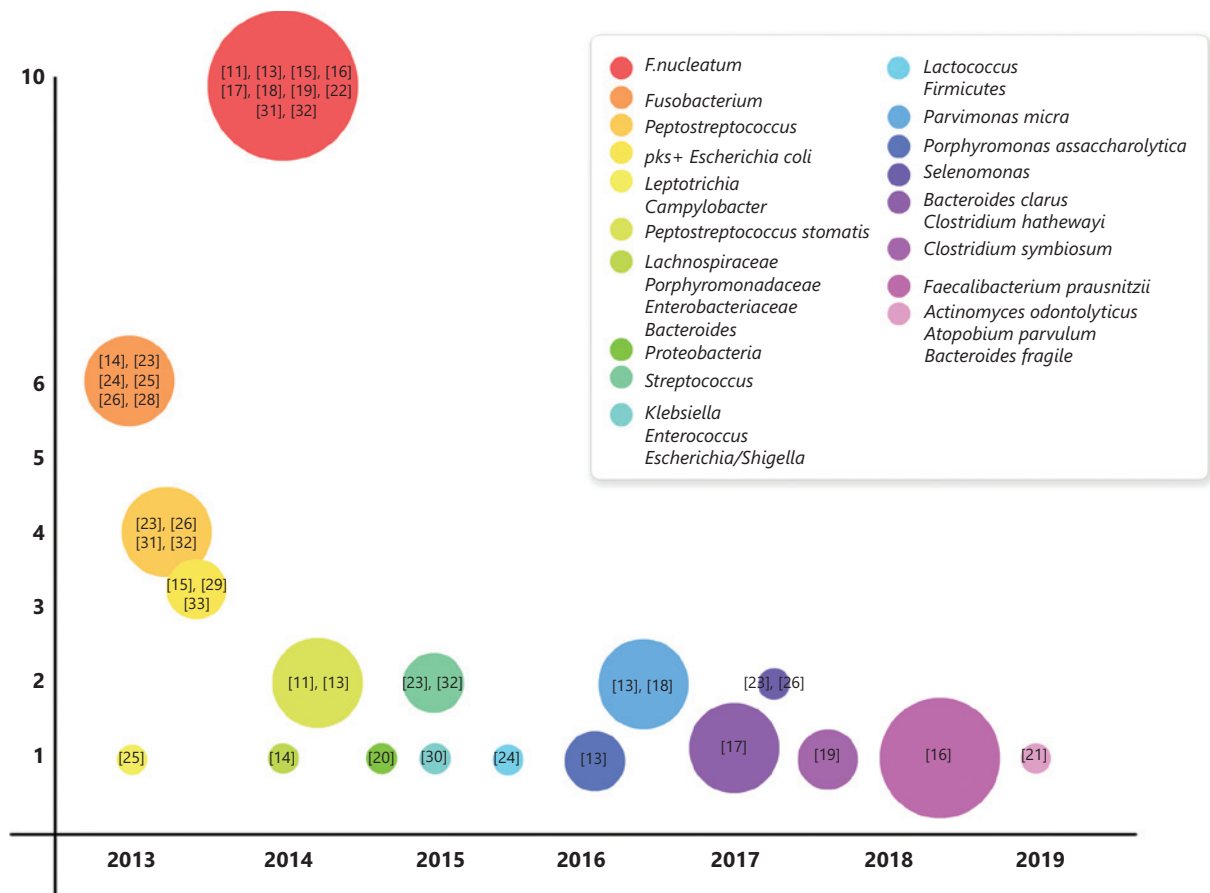 10
6
5
4
3
2
1
[11], [13], [15], [16]
[17], [18], [19], [22]
[31], [32]
[14], [23]
[24], [25]
[26], [28]
[23], [26]
[31], [32]
[15], [29]
[33]
[11], [13]
[23], [32]
[13], [18]
[23], [26]
[25]
[14]
[20]
[30]
[24]
[13]
[17]
[19]
[16]
[21]
2013
2014
2015
2016
2017
2018
2019
F.nucleatum
Fusobacterium
Peptostreptococcus
pks+ Escherichia coli
Leptotrichia
Campylobacter
Peptostreptococcus stomatis
Lachnospiraceae
Porphyromonadaceae
Enterobacteriaceae
Bacteroides
Proteobacteria
Streptococcus
Klebsiella
Enterococcus
Escherichia/Shigella
Lactococcus
Firmicutes
Parvimonas micra
Porphyromonas assaccharolytica
Selenomonas
Bacteroides clarus
Clostridium hathewayi
Clostridium symbiosum
Faecalibacterium prausnitzii
Actinomyces odontolyticus
Atopobium parvulum
Bacteroides fragile